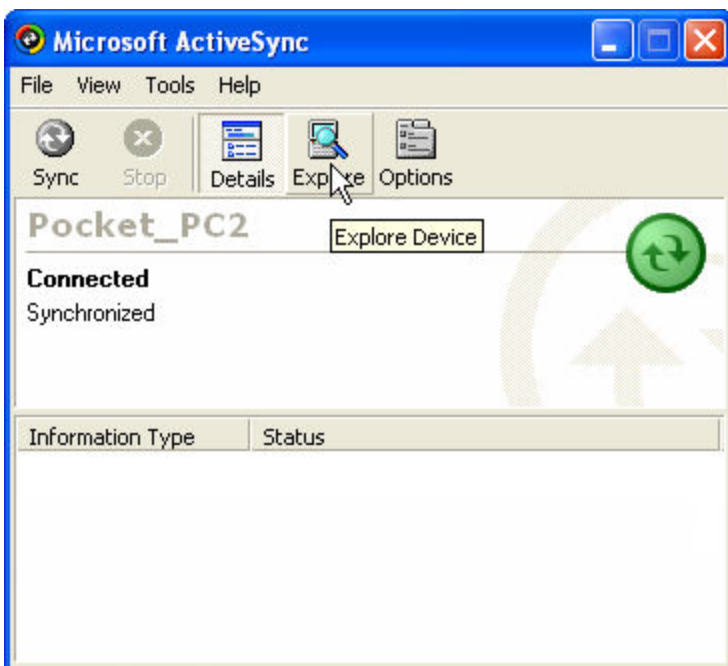 Microsoft ActiveSync
File View Tools Help
Sync Stop Details Options
Explore Device
Pocket_PC2
Connected
Synchronized
Information Type Status